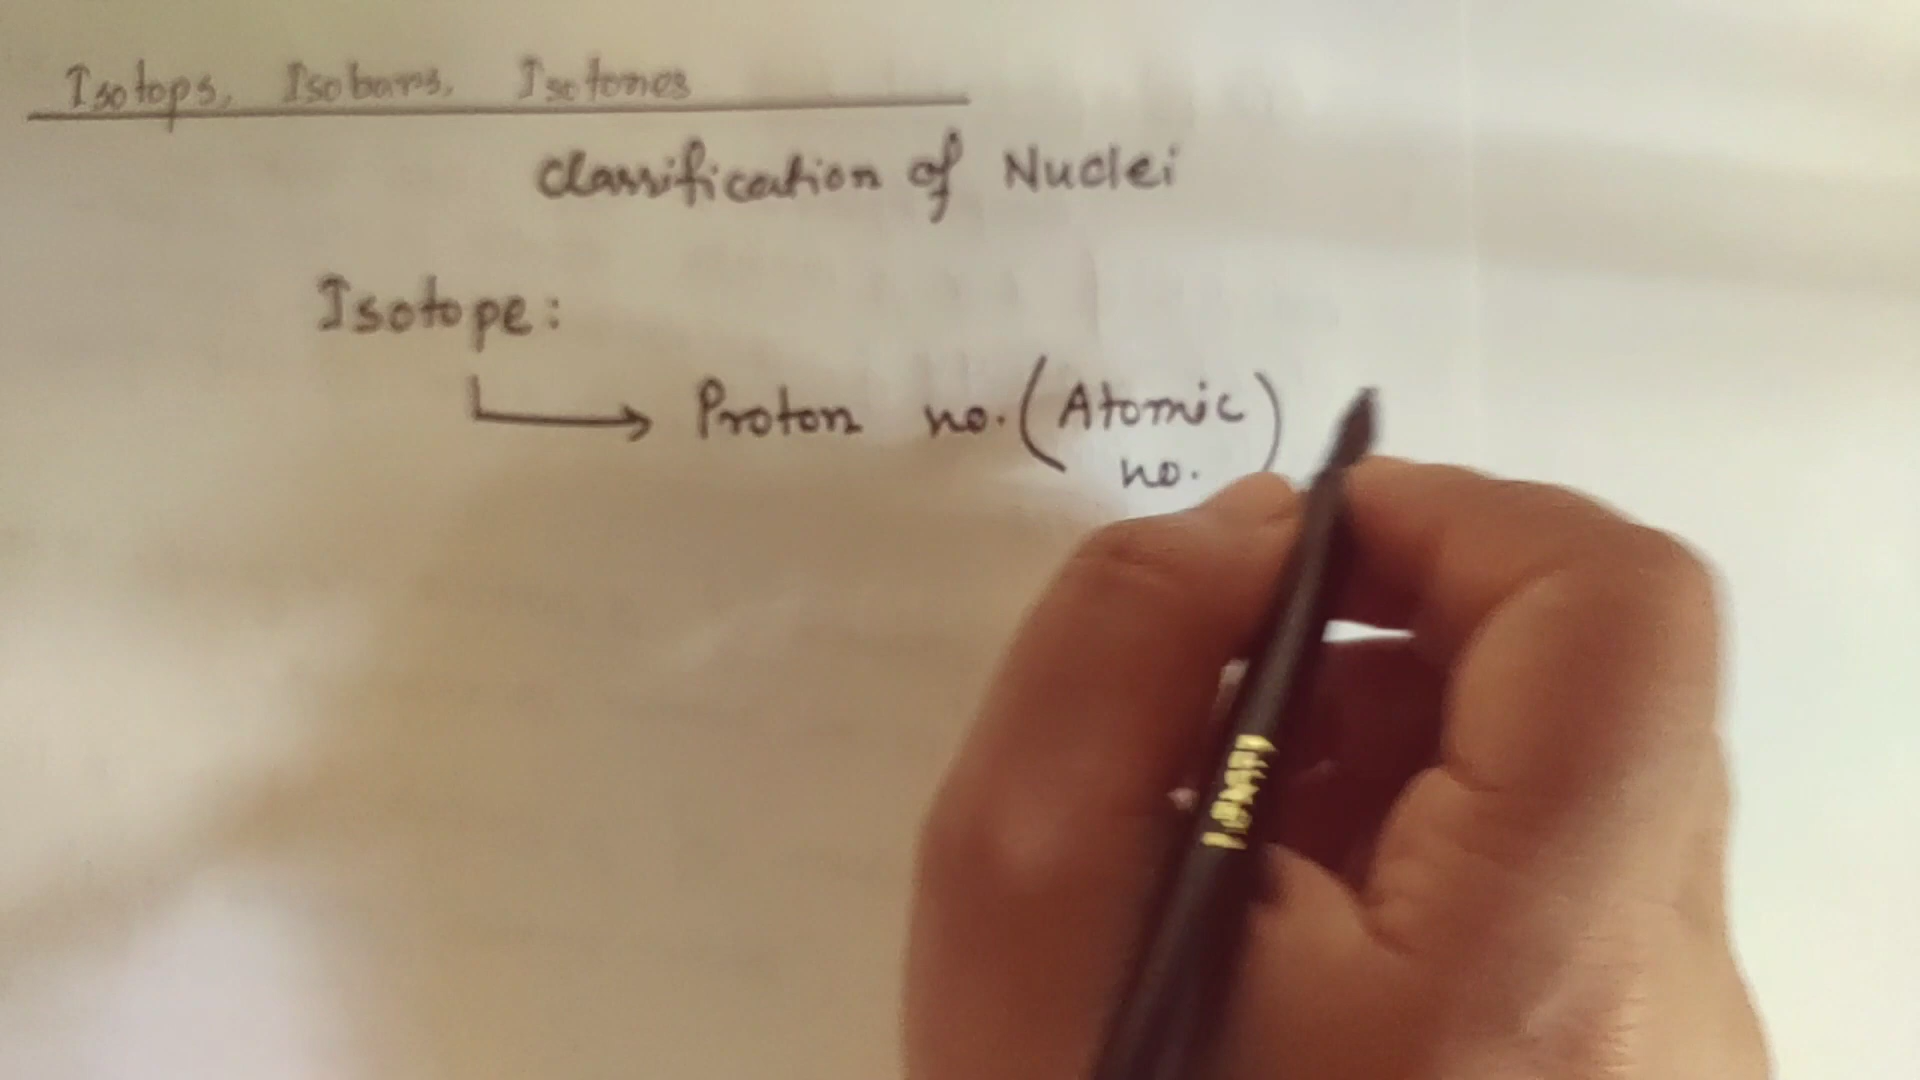 Isotops, Isobars, Isotones
Classification of Nuclei
Isotope:
Proton no. (Atomic no.)